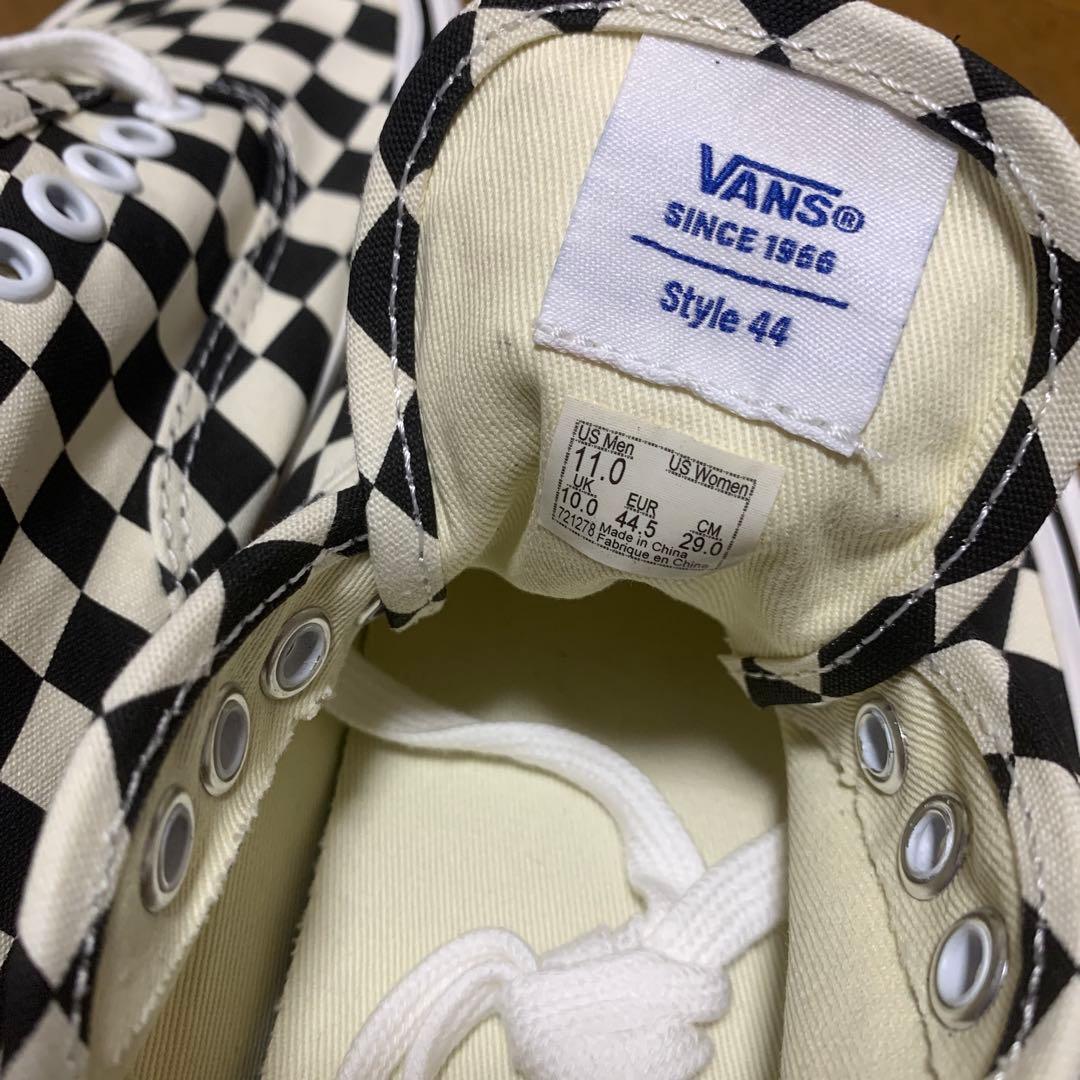 VANS®
SINCE 1966
Style 44
US Men US Women
11.0
UK EUR CM
10.0 44.5 29.0
721278 Made in China
Fabrique en Chine